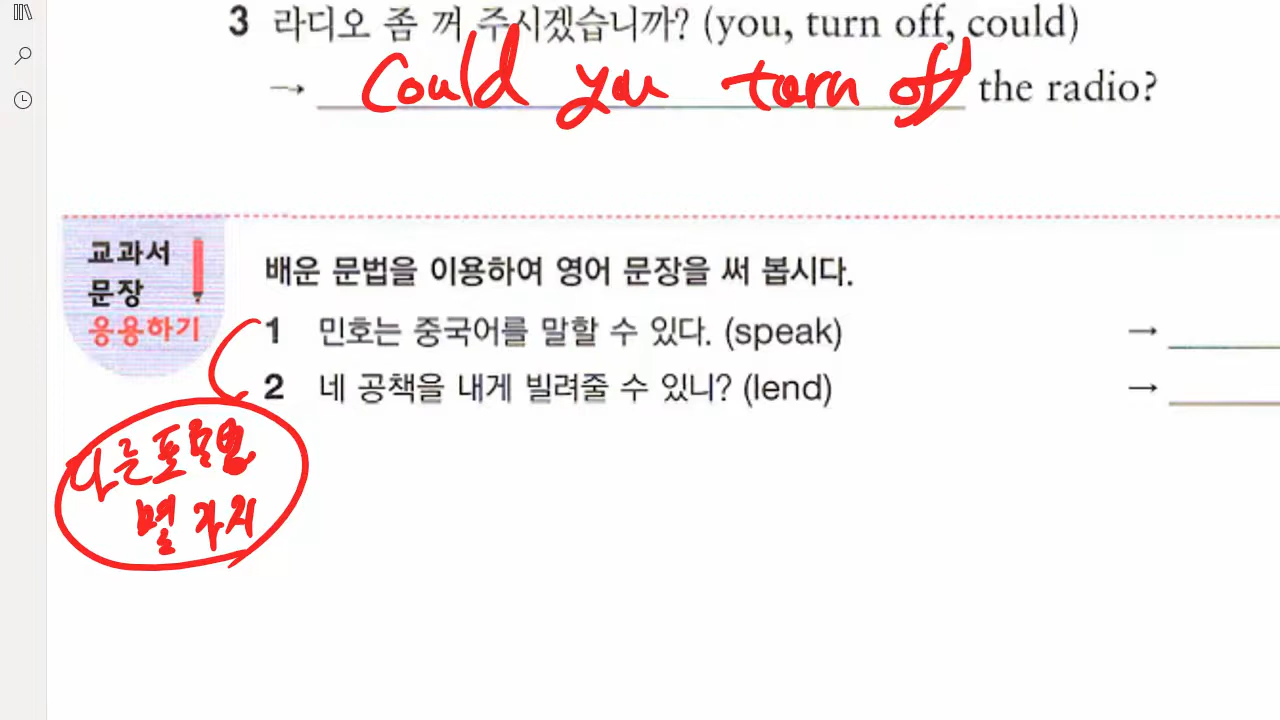 3 라디오 좀 꺼 주시겠습니까? (you, turn off, could)
→ Could you turn off the radio?
교과서
문장
응용하기
배운 문법을 이용하여 영어 문장을 써 봅시다.
1 민호는 중국어를 말할 수 있다. (speak) →
2 네 공책을 내게 빌려줄 수 있니? (lend) →
다른
가지